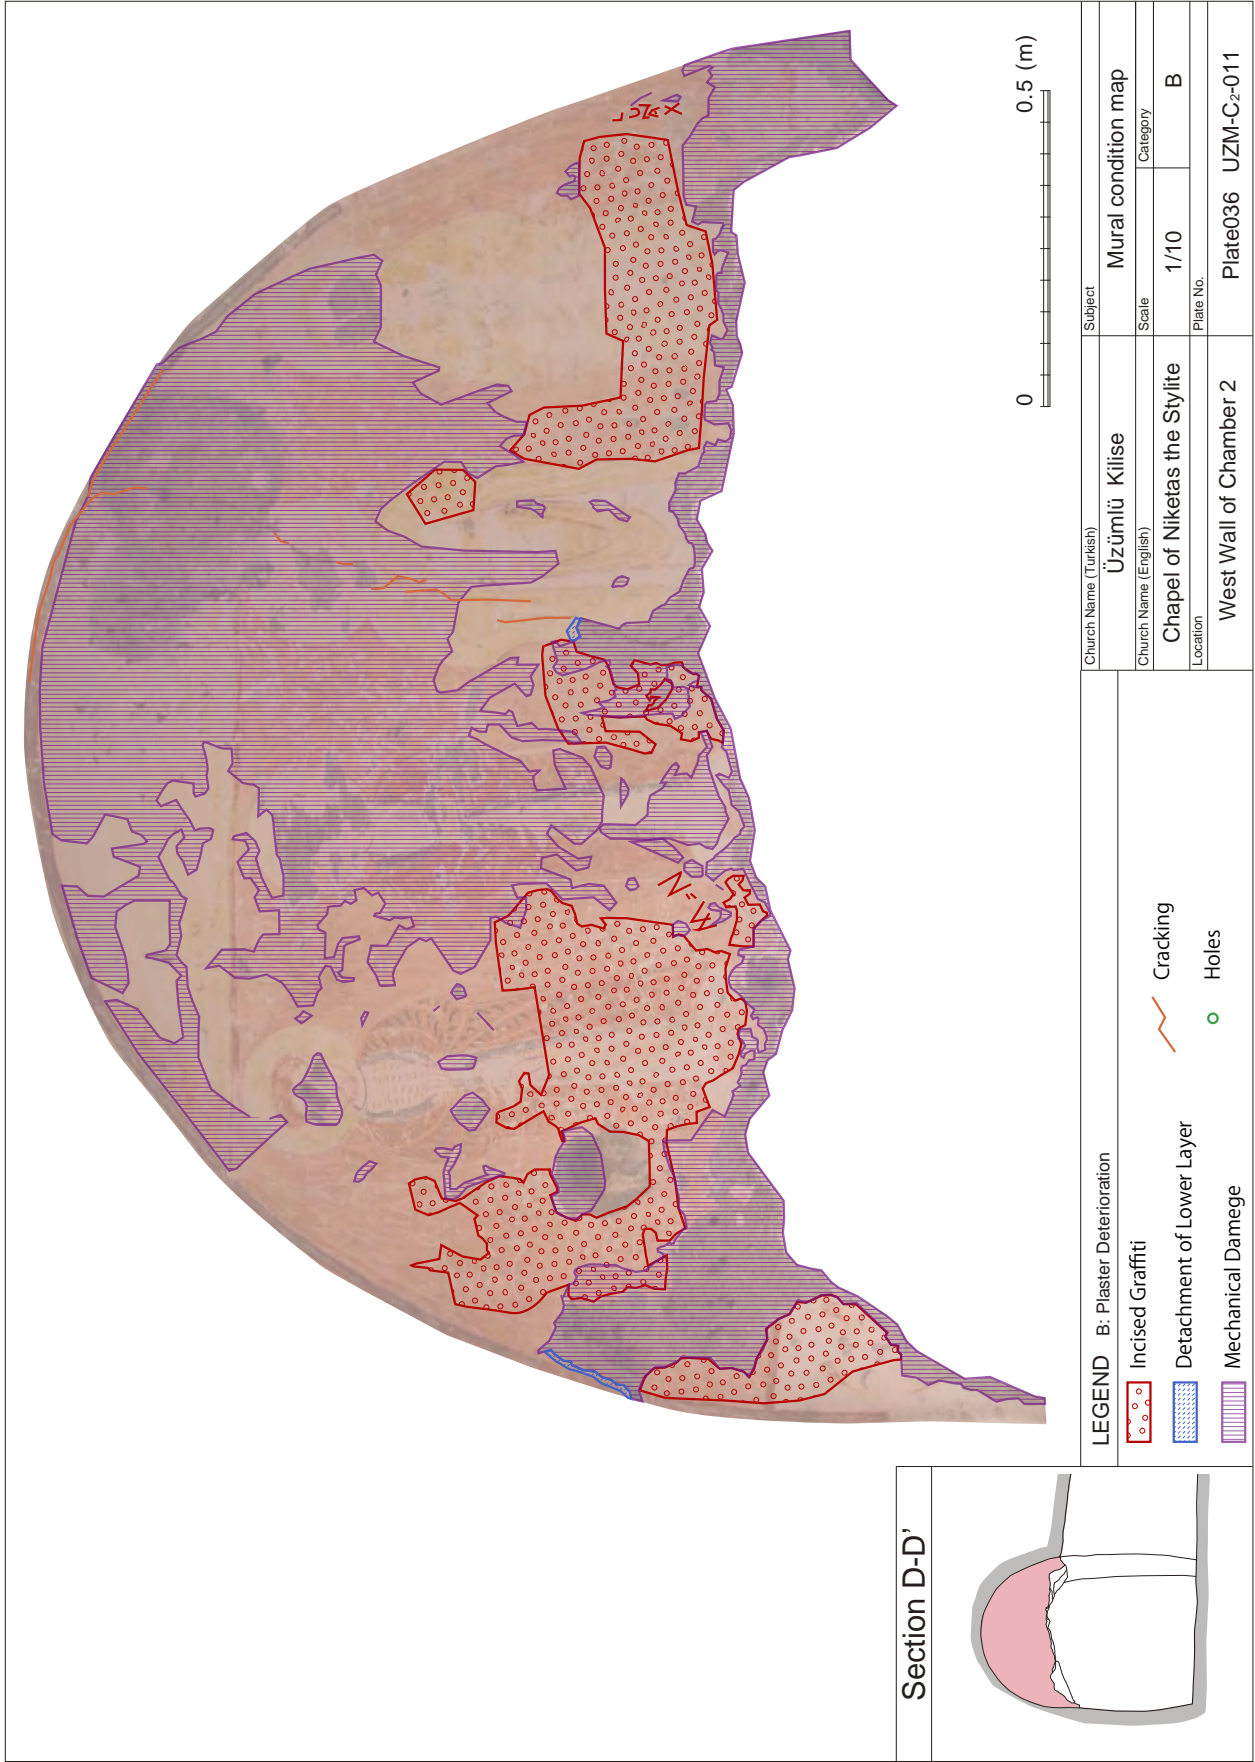 0
0.5 (m)
Section D-D'
LEGEND B: Plaster Deterioration
Incised Graffiti
Detachment of Lower Layer
Mechanical Damege
Cracking
Holes
Church Name (Turkish)
Üzümlü Kilise
Church Name (English)
Chapel of Niketas the Stylite
Location
West Wall of Chamber 2
Subject
Mural condition map
Scale
1/10
Category
B
Plate No.
Plate036 UZM-C₂-011